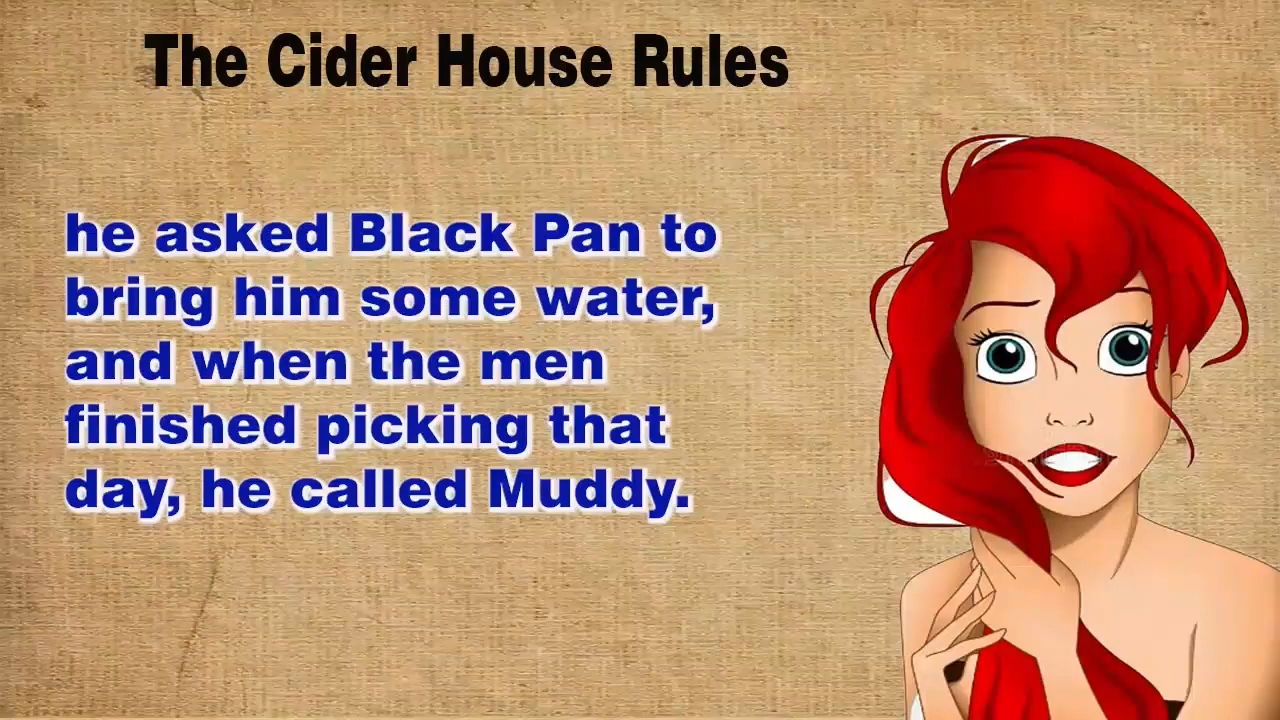 The Cider House Rules
he asked Black Pan to
bring him some water,
and when the men
finished picking that
day, he called Muddy.